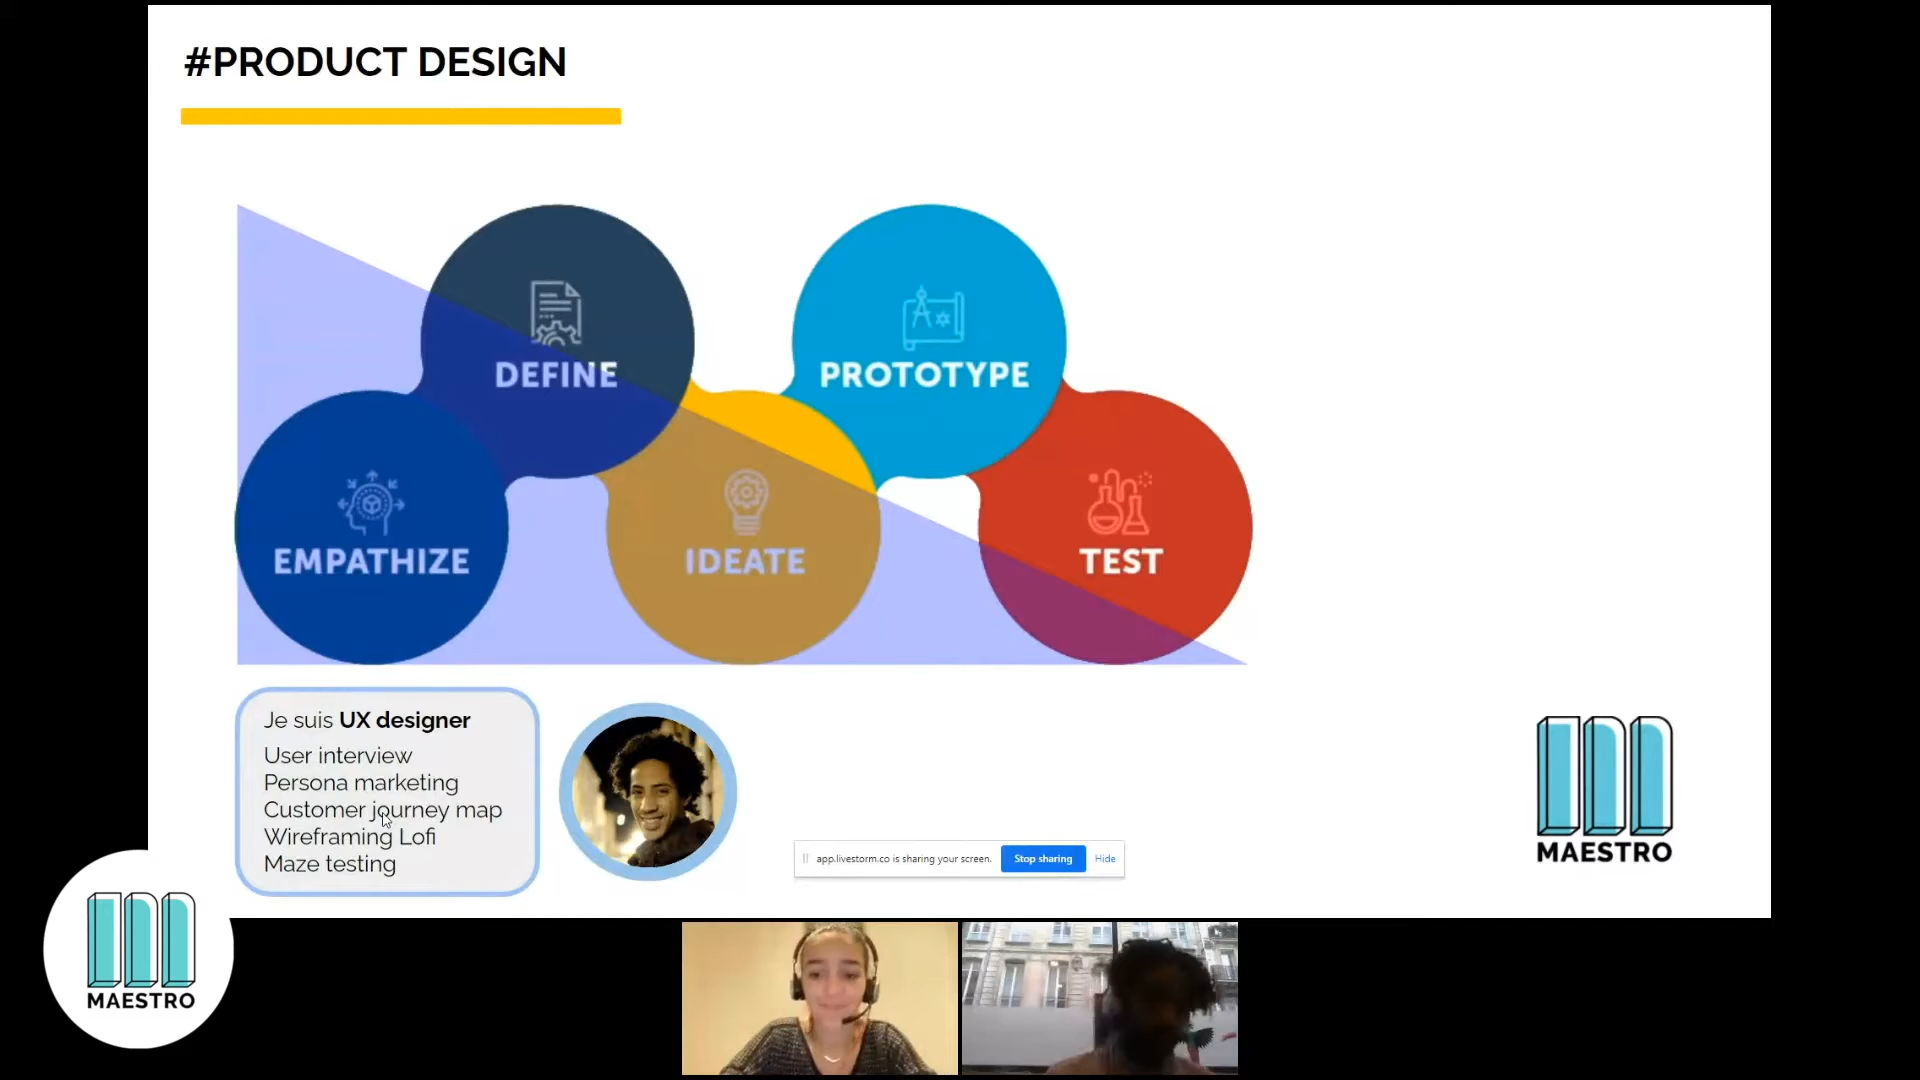 #PRODUCT DESIGN
DEFINE
PROTOTYPE
EMPATHIZE
IDEATE
TEST
Je suis UX designer
User interview
Persona marketing
Customer journey map
Wireframing Lofi
Maze testing
app.livestorm.co is sharing your screen.
Stop sharing
Hide
MAESTRO
MAESTRO